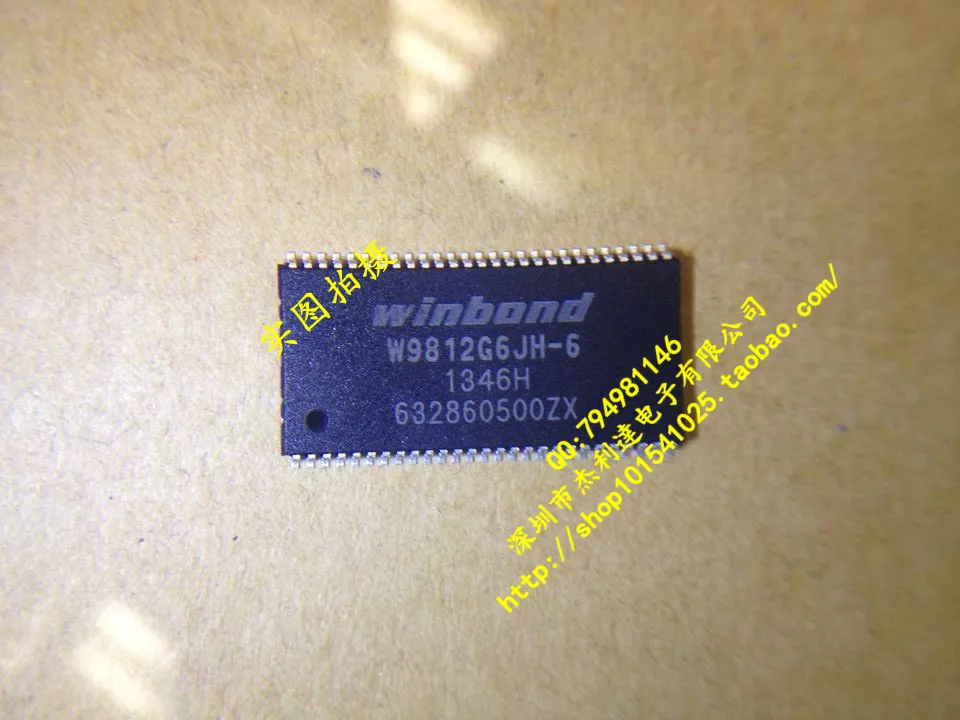 实图拍摄
winbond
W9812G6JH-6
1346H
632860500ZX
QQ:794981146
深圳市杰利達电子有限公司
http://shop101541025.taobao.com/